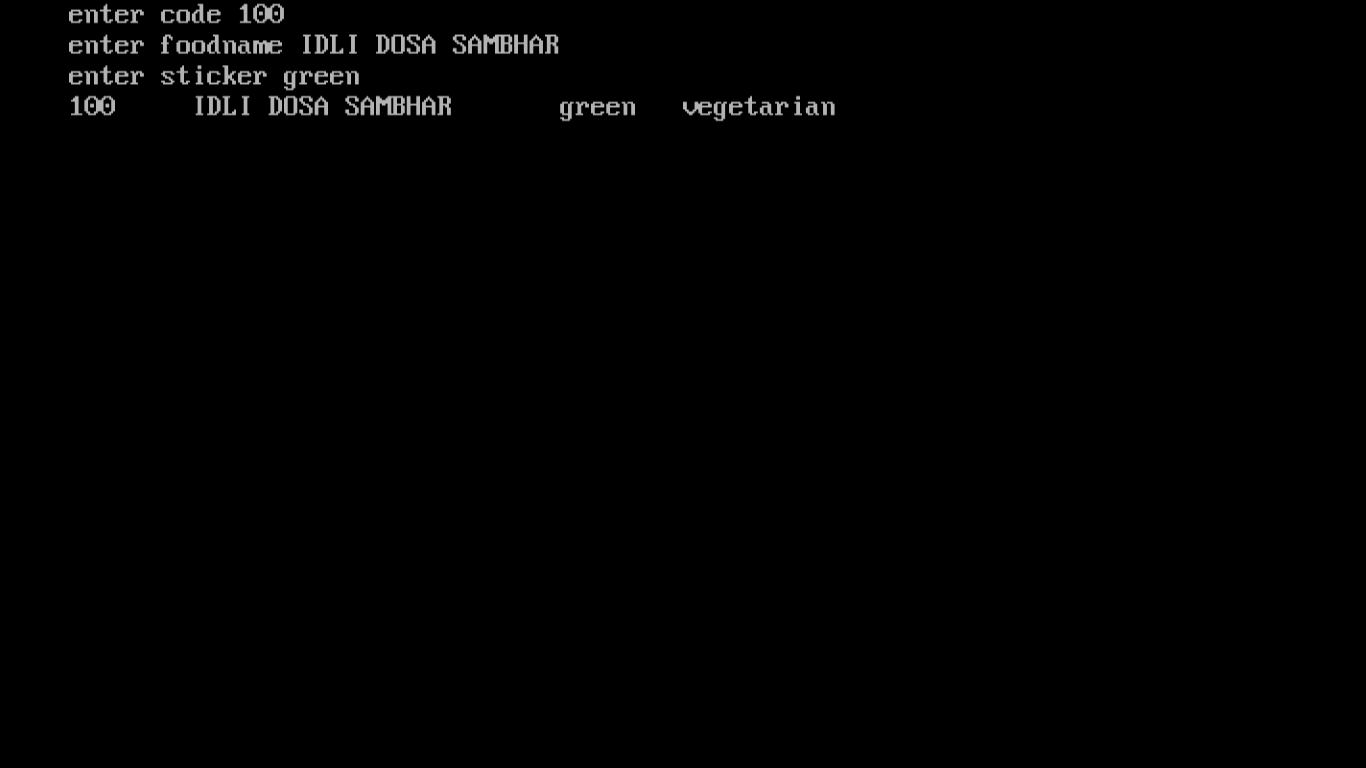 enter code 100
enter foodname IDLI DOSA SAMBHAR
enter sticker green
100 IDLI DOSA SAMBHAR green vegetarian